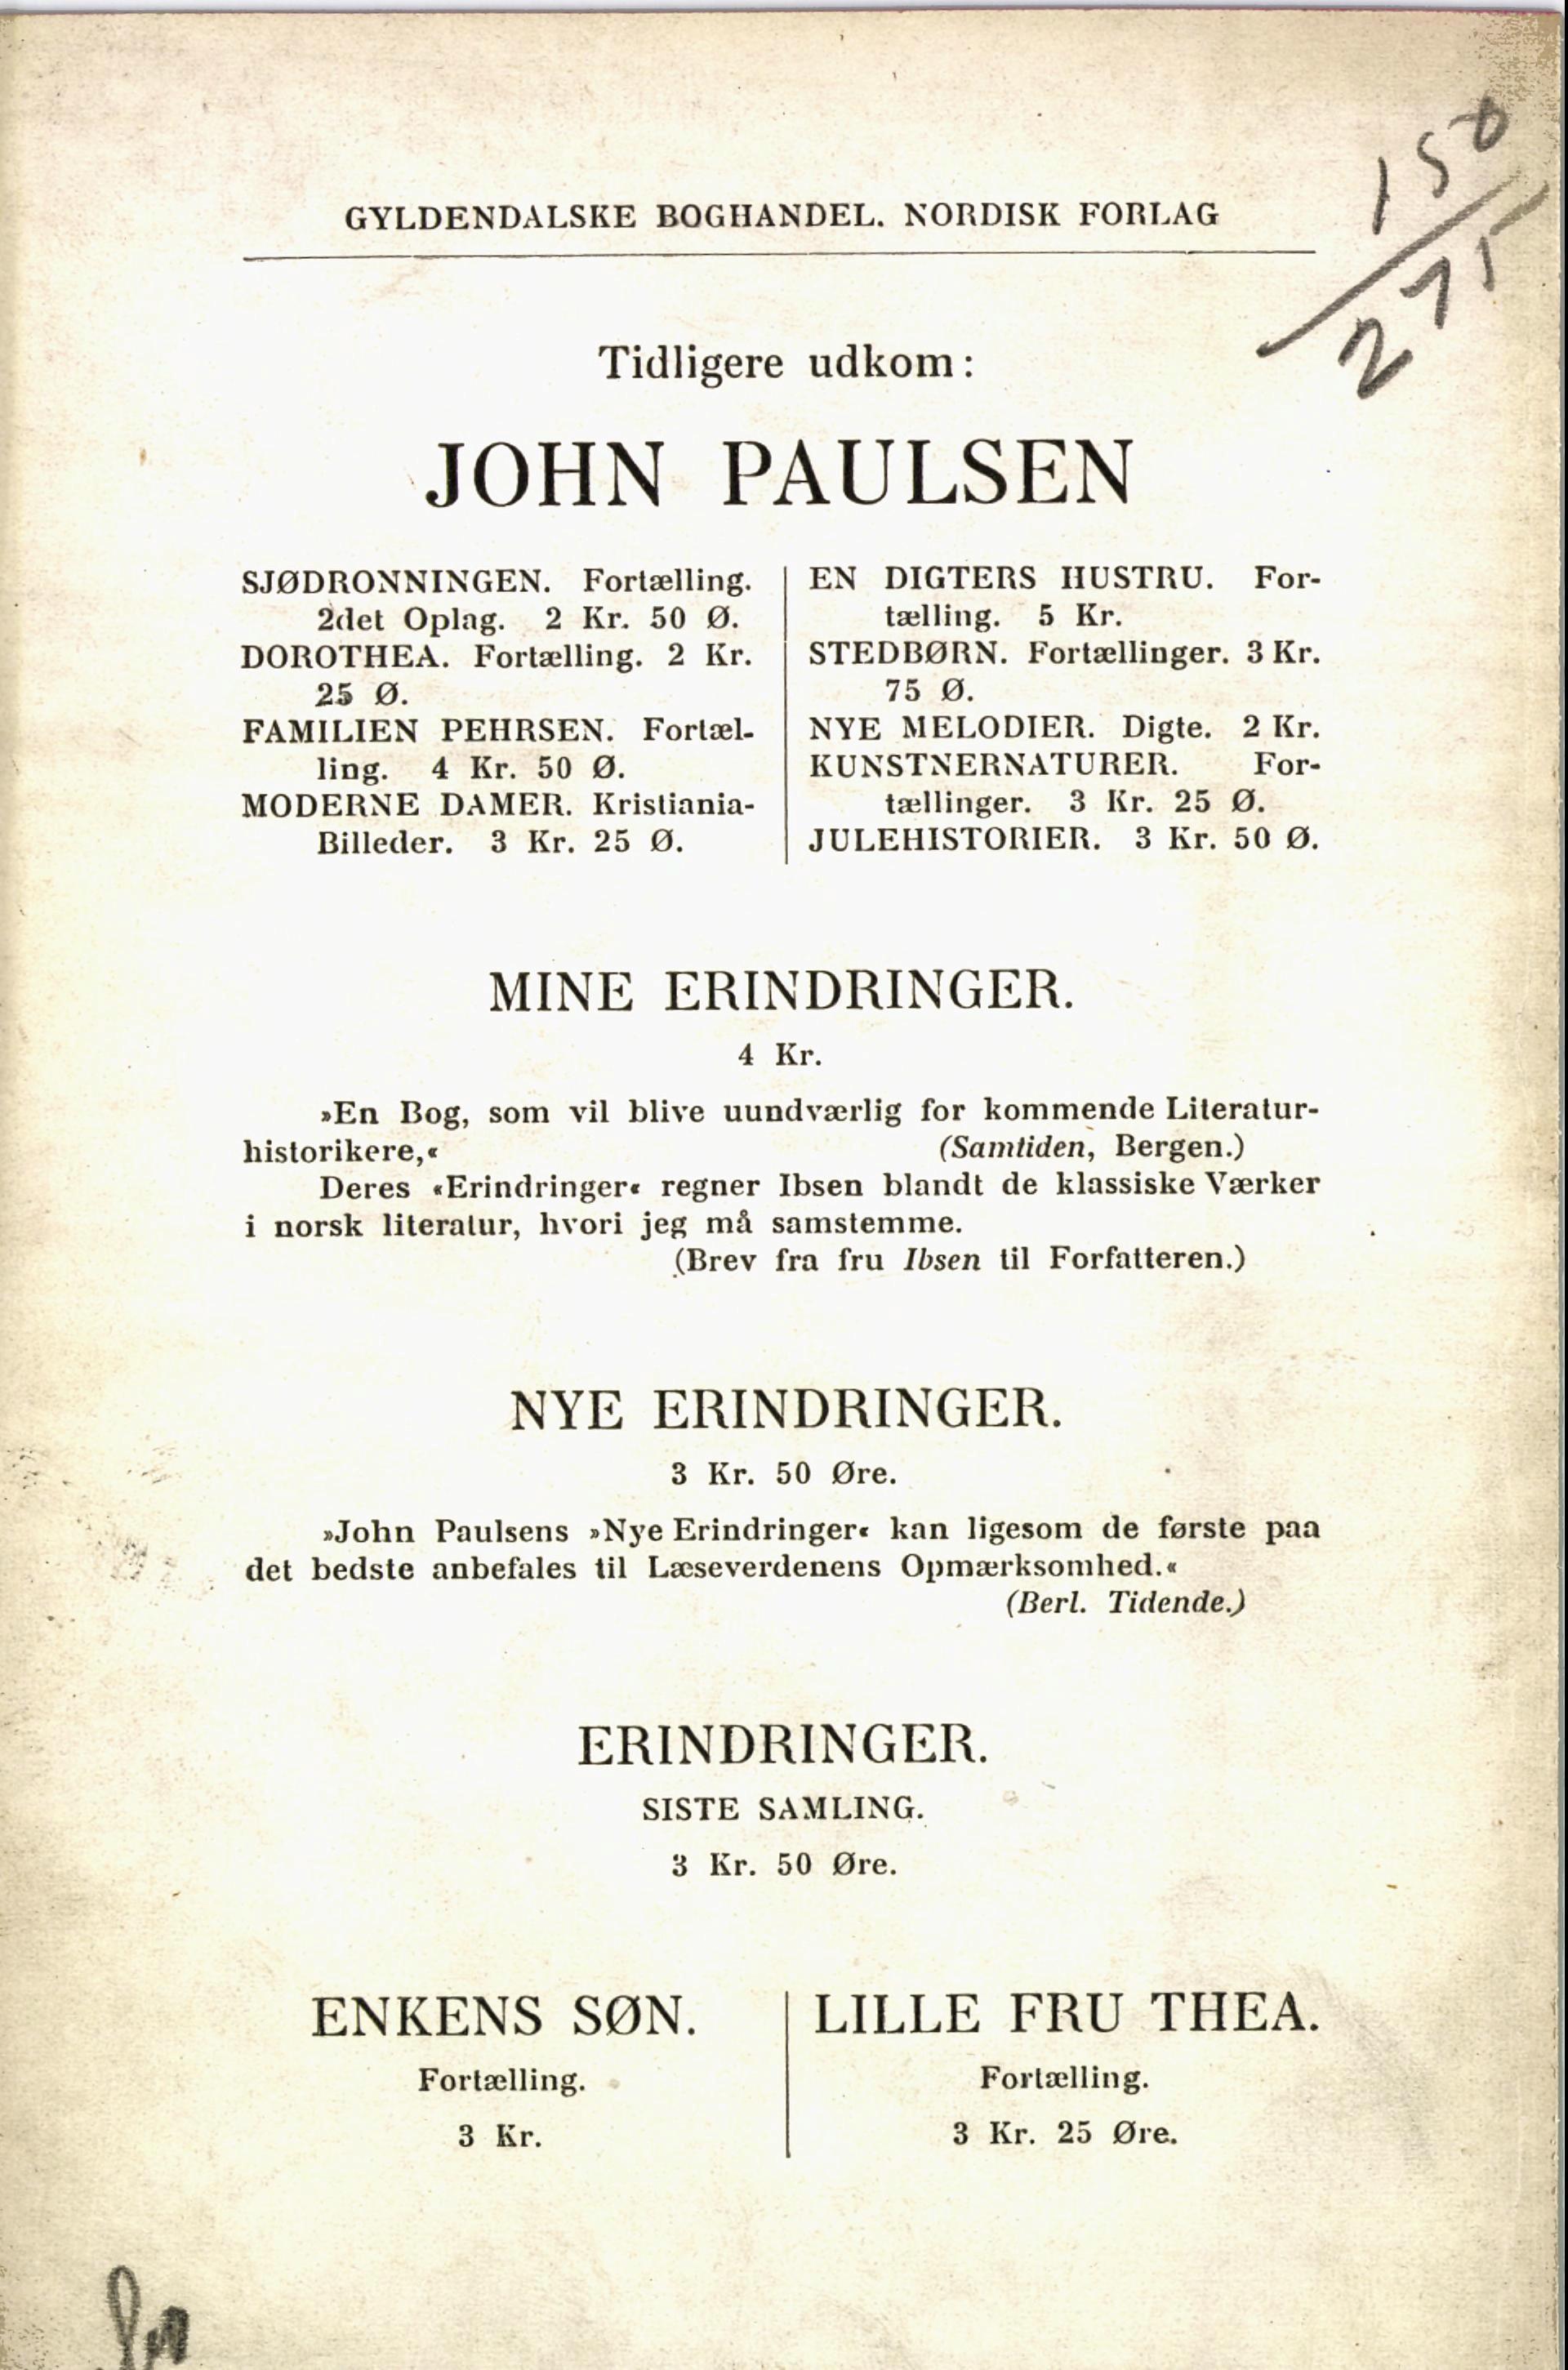 150
275
GYLDENDALSKE BOGHANDEL. NORDISK FORLAG
Tidligere udkom:
JOHN PAULSEN
SJØDRONNINGEN. Fortælling.
2det Oplag. 2 Kr. 50 Ø.
DOROTHEA. Fortælling. 2 Kr.
25 Ø.
FAMILIEN PEHRSEN. Fortæl-
ling. 4 Kr. 50 Ø.
MODERNE DAMER. Kristiania-
Billeder. 3 Kr. 25 Ø.
EN DIGTERS HUSTRU. For-
tælling. 5 Kr.
STEDBØRN. Fortællinger. 3 Kr.
75 Ø.
NYE MELODIER. Digte. 2 Kr.
KUNSTNERNATURER. For-
tællinger. 3 Kr. 25 Ø.
JULEHISTORIER. 3 Kr. 50 Ø.
MINE ERINDRINGER.
4 Kr.
»En Bog, som vil blive uundværlig for kommende Literatur-
historikere,« (Samtiden, Bergen.)
Deres «Erindringer« regner Ibsen blandt de klassiske Værker
i norsk literatur, hvori jeg må samstemme.
(Brev fra fru Ibsen til Forfatteren.)
NYE ERINDRINGER.
3 Kr. 50 Øre.
»John Paulsens »Nye Erindringer« kan ligesom de første paa
det bedste anbefales til Læseverdenens Opmærksomhed.«
(Berl. Tidende.)
ERINDRINGER.
SISTE SAMLING.
3 Kr. 50 Øre.
ENKENS SØN.
Fortælling.
3 Kr.
LILLE FRU THEA.
Fortælling.
3 Kr. 25 Øre.